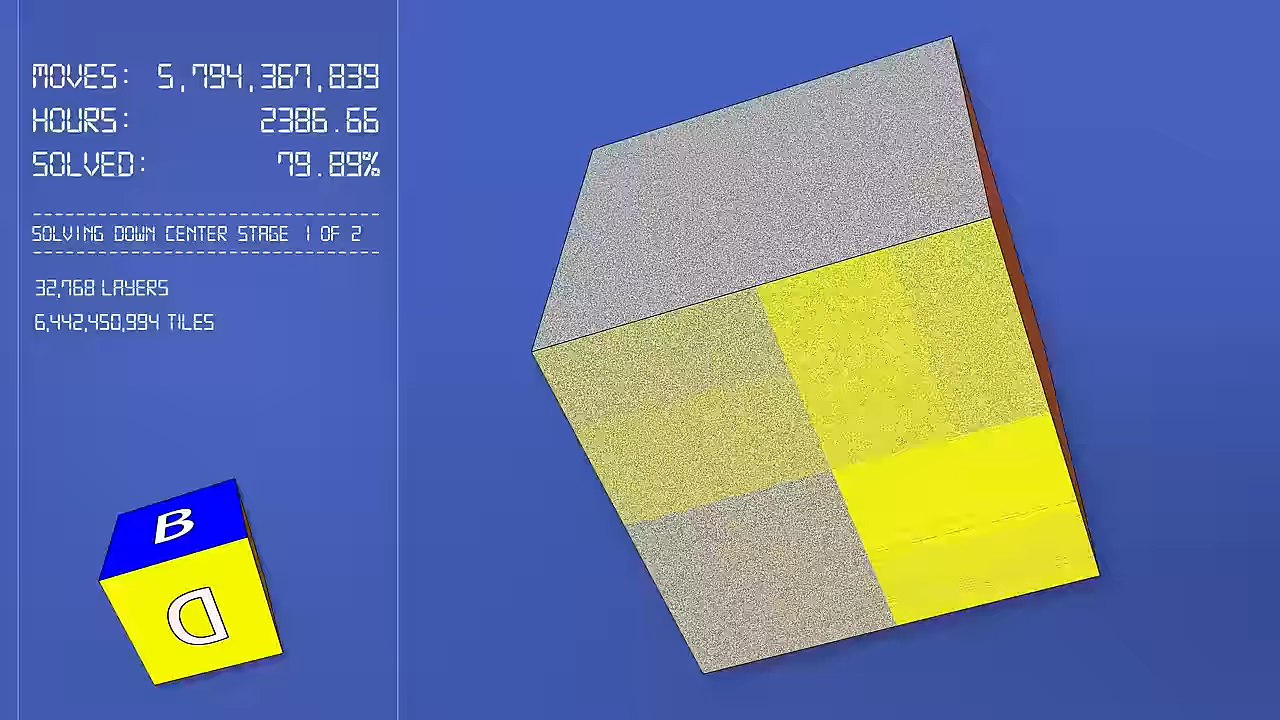 MOVES: 5,794,367,839
HOURS: 2386.66
SOLVED: 79.89%
SOLVING DOWN CENTER STAGE 1 OF 2
32,768 LAYERS
6,442,450,994 TILES
B
D